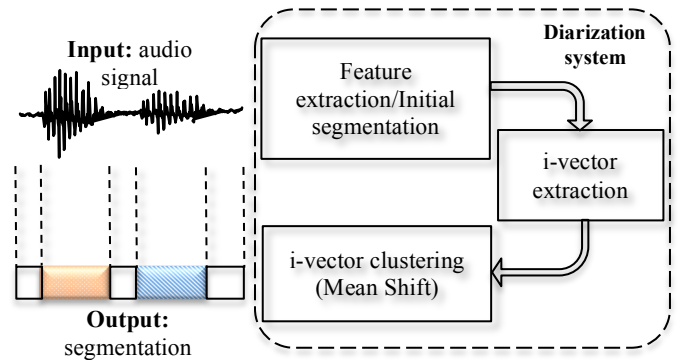 Input: audio
signal
Diarization
system
Feature
extraction/Initial
segmentation
i-vector
extraction
i-vector clustering
(Mean Shift)
Output:
segmentation